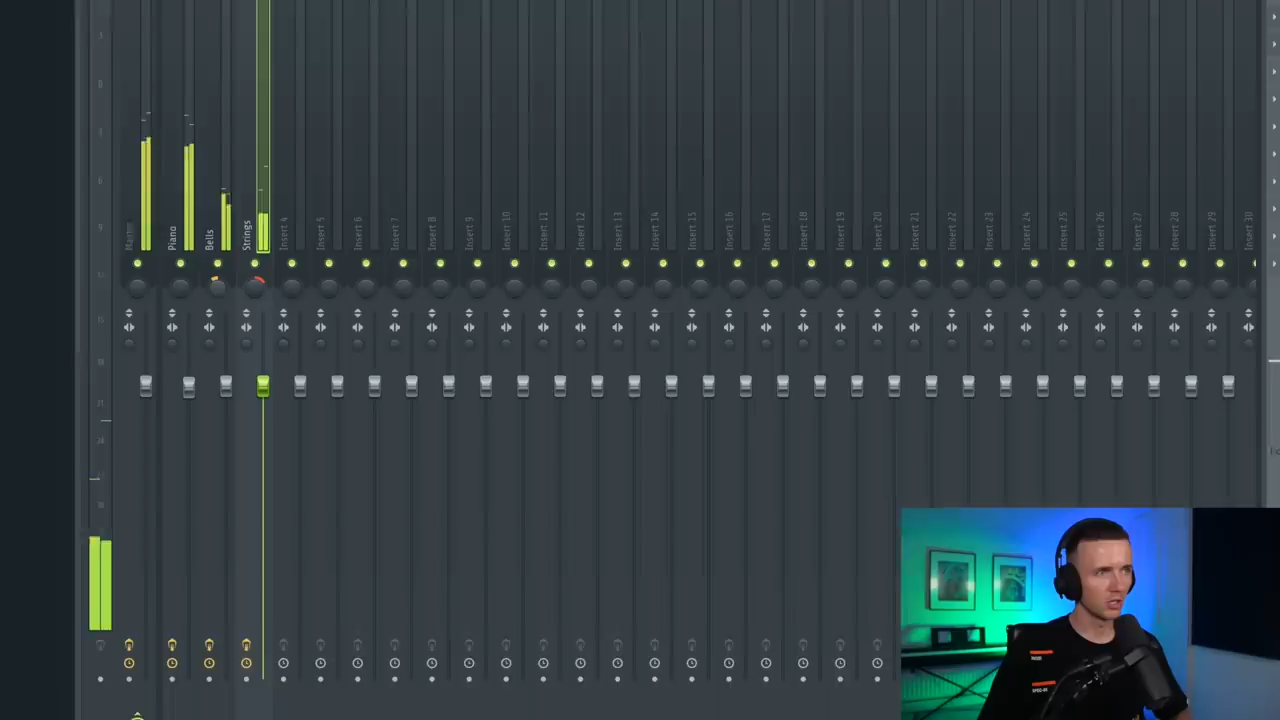 Master
Piano
Bells
Strings
Insert 4
Insert 5
Insert 6
Insert 7
Insert 8
Insert 9
Insert 10
Insert 11
Insert 12
Insert 13
Insert 14
Insert 15
Insert 16
Insert 17
Insert 18
Insert 19
Insert 20
Insert 21
Insert 22
Insert 23
Insert 24
Insert 25
Insert 26
Insert 27
Insert 28
Insert 29
Insert 30